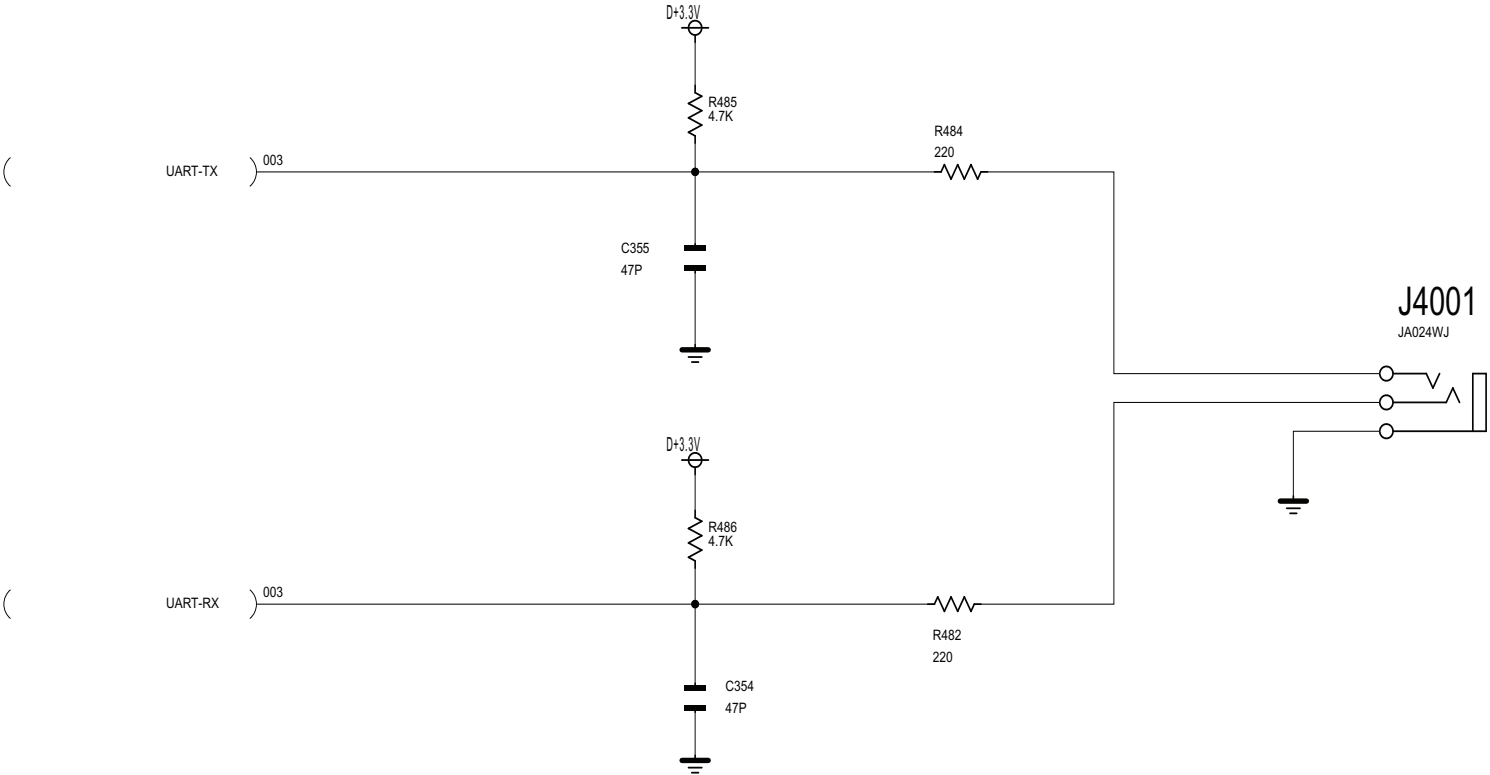 D+3.3V
R485
4.7K
R484
220
( UART-TX ) 003
C355
47P
J4001
JA024WJ
D+3.3V
R486
4.7K
( UART-RX ) 003
R482
220
C354
47P